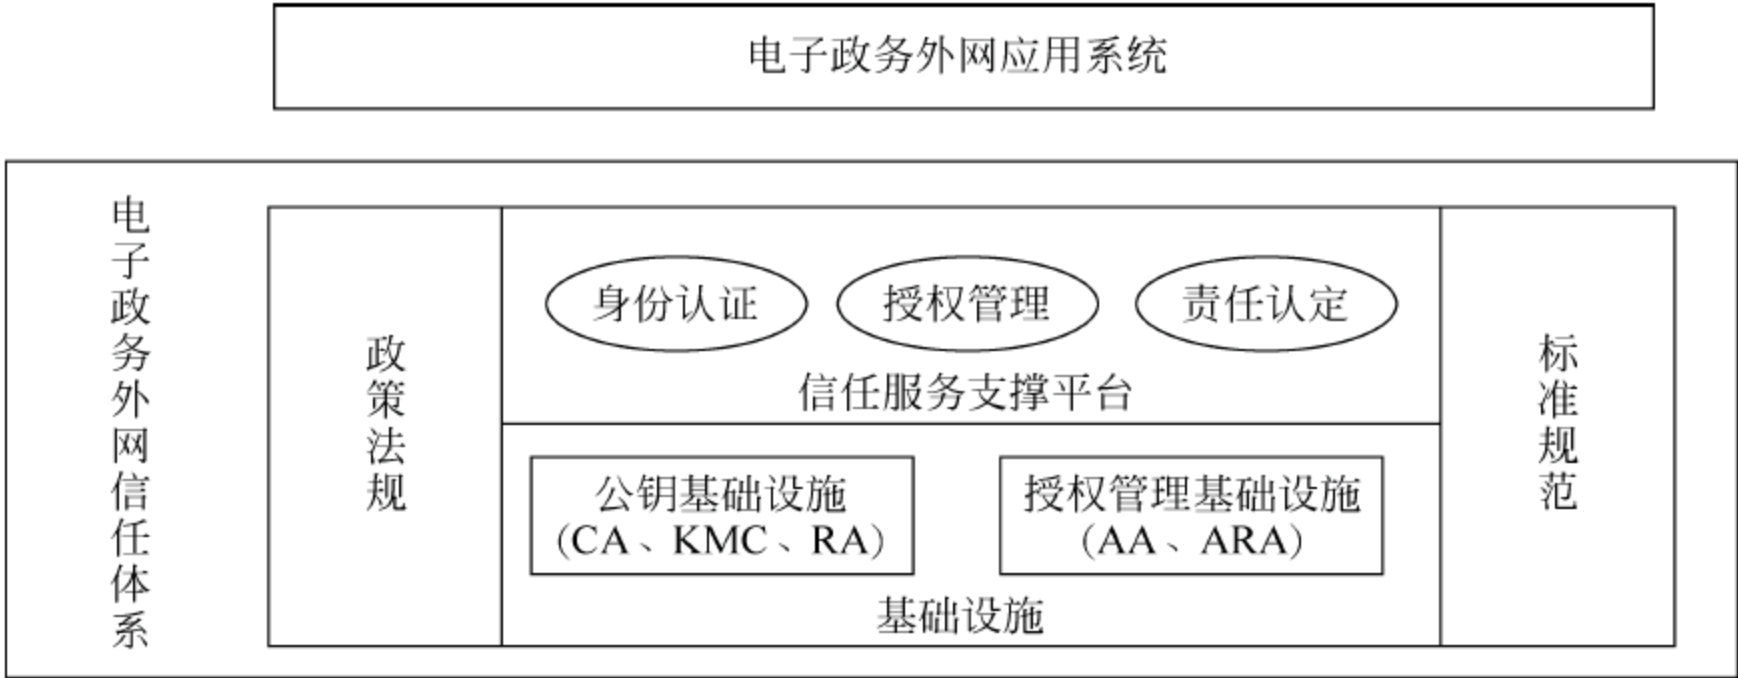 电子政务外网应用系统
电子政务外网信任体系
政策法规
身份认证
授权管理
责任认定
信任服务支撑平台
公钥基础设施
(CA、KMC、RA)
授权管理基础设施
(AA、ARA)
基础设施
标准规范